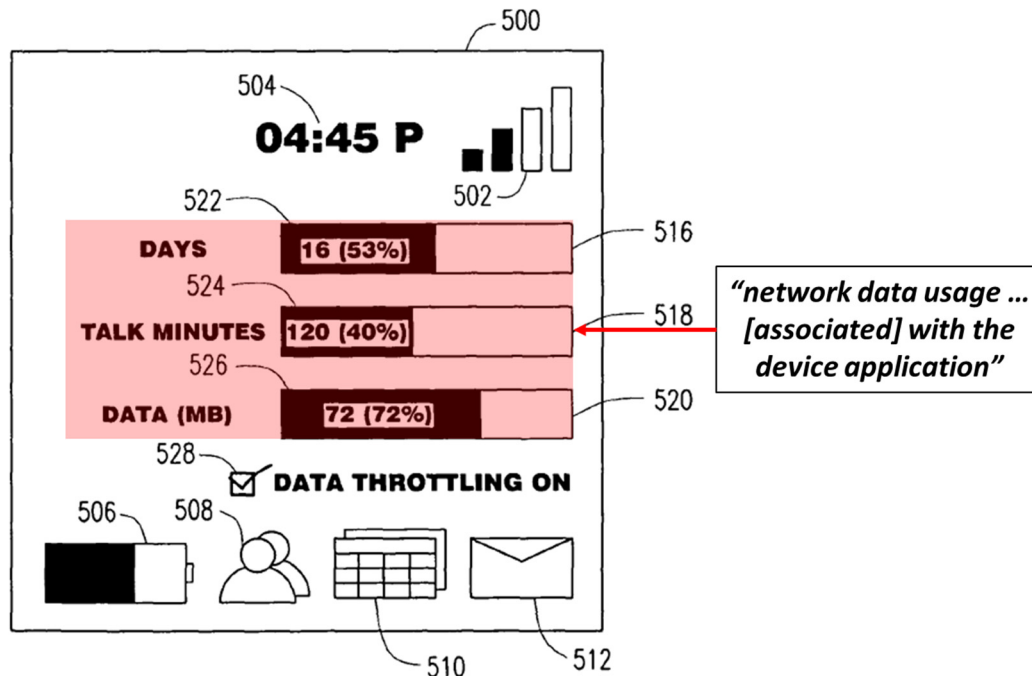 500
504
04:45 P
502
522
DAYS 16 (53%) 516
524
TALK MINUTES 120 (40%) 518
526
DATA (MB) 72 (72%) 520
528
DATA THROTTLING ON
506 508
510 512
“network data usage …
[associated] with the
device application”